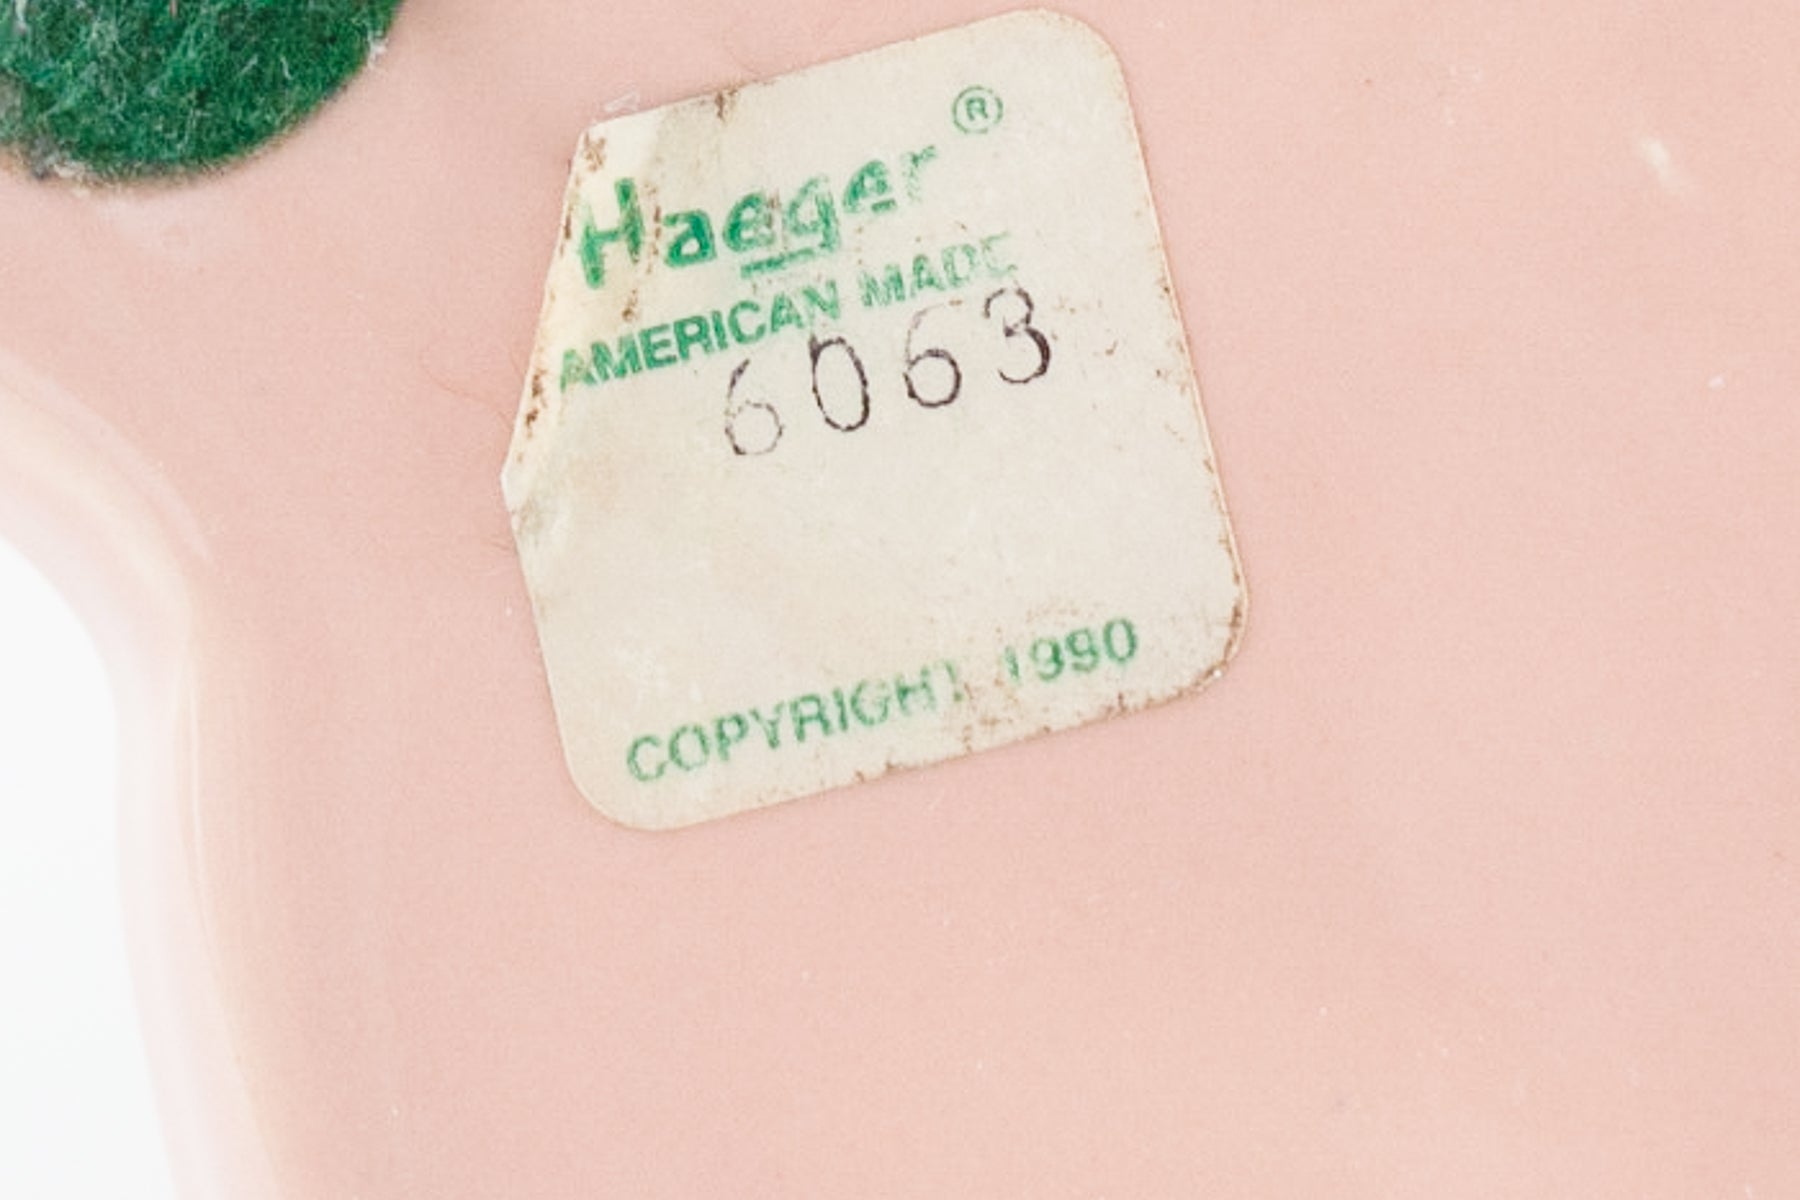 Haeger ®
AMERICAN MADE
6063
COPYRIGHT 1990